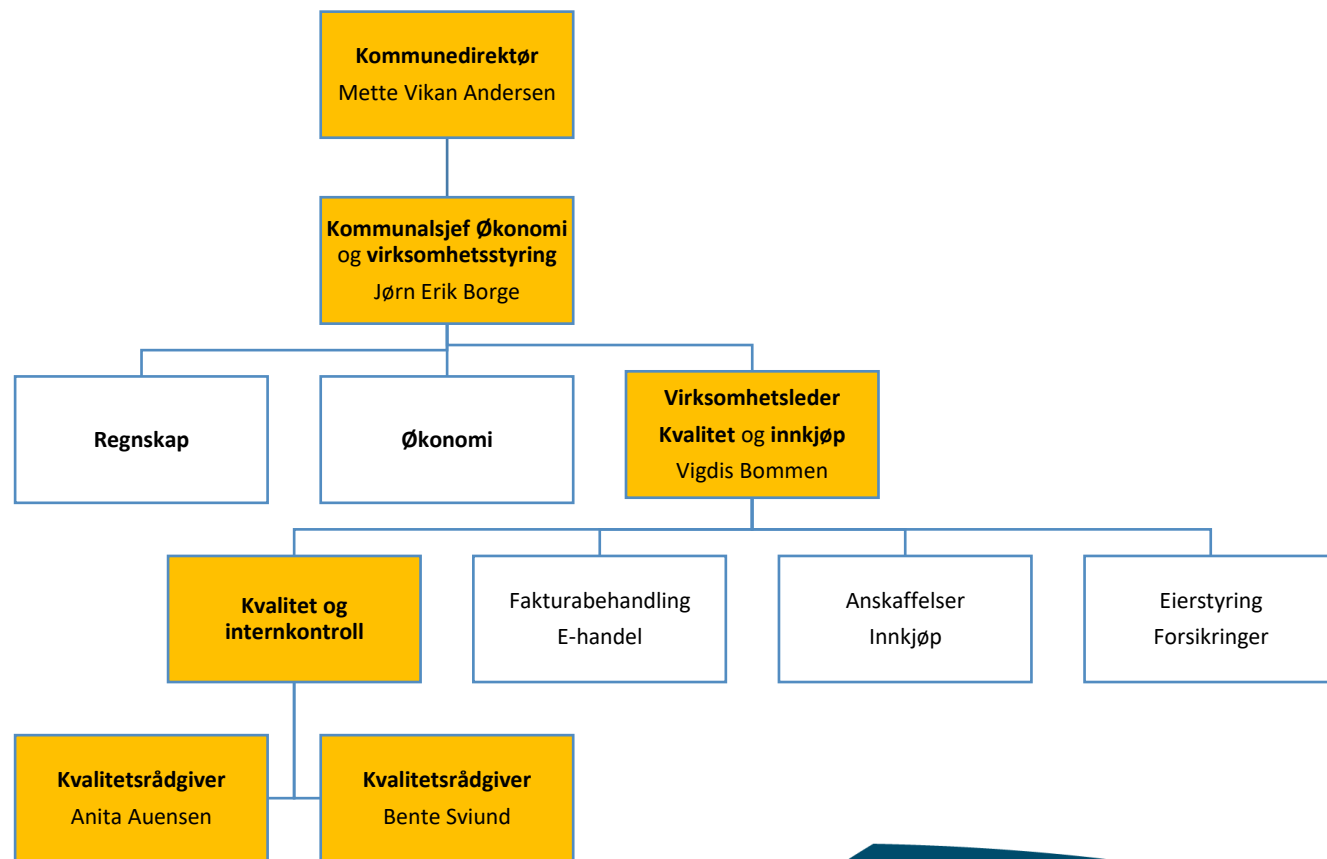 Kommunedirektør
Mette Vikan Andersen
Kommunalsjef Økonomi
og virksomhetsstyring
Jørn Erik Borge
Regnskap
Økonomi
Virksomhetsleder
Kvalitet og innkjøp
Vigdis Bommen
Kvalitet og
internkontroll
Fakturabehandling
E-handel
Anskaffelser
Innkjøp
Eierstyring
Forsikringer
Kvalitetsrådgiver
Anita Auensen
Kvalitetsrådgiver
Bente Sviund